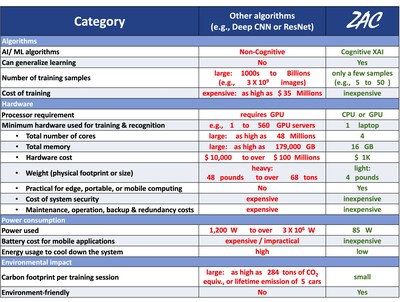 Category
Other algorithms
(e.g., Deep CNN or ResNet)
ZAC
Algorithms
AI/ ML algorithms Non-Cognitive Cognitive XAI
Can generalize learning No Yes
Number of training samples large: 1000s to Billions only a few samples
(e.g., 3 X 10⁹ images) (e.g., 5 to 50 )
Cost of training expensive: as high as $ 35 Millions inexpensive
Hardware
Processor requirement requires GPU CPU or GPU
Minimum hardware used for training & recognition e.g., 1 to 560 GPU servers 1 laptop
• Total number of cores large: as high as 48 Millions 4
• Total memory large: as high as 179,000 GB 16 GB
• Hardware cost $ 10,000 to over $ 100 Millions $ 1K
• Weight (physical footprint or size) heavy: light:
48 pounds to over 68 tons 4 pounds
• Practical for edge, portable, or mobile computing No Yes
• Cost of system security expensive inexpensive
• Maintenance, operation, backup & redundancy costs expensive inexpensive
Power consumption
Power used 1,200 W to over 3 X 10⁶ W 85 W
Battery cost for mobile applications expensive / impractical inexpensive
Energy usage to cool down the system high low
Environmental impact
Carbon footprint per training session large: as high as 284 tons of CO₂ small
equiv., or lifetime emission of 5 cars
Environment-friendly No Yes